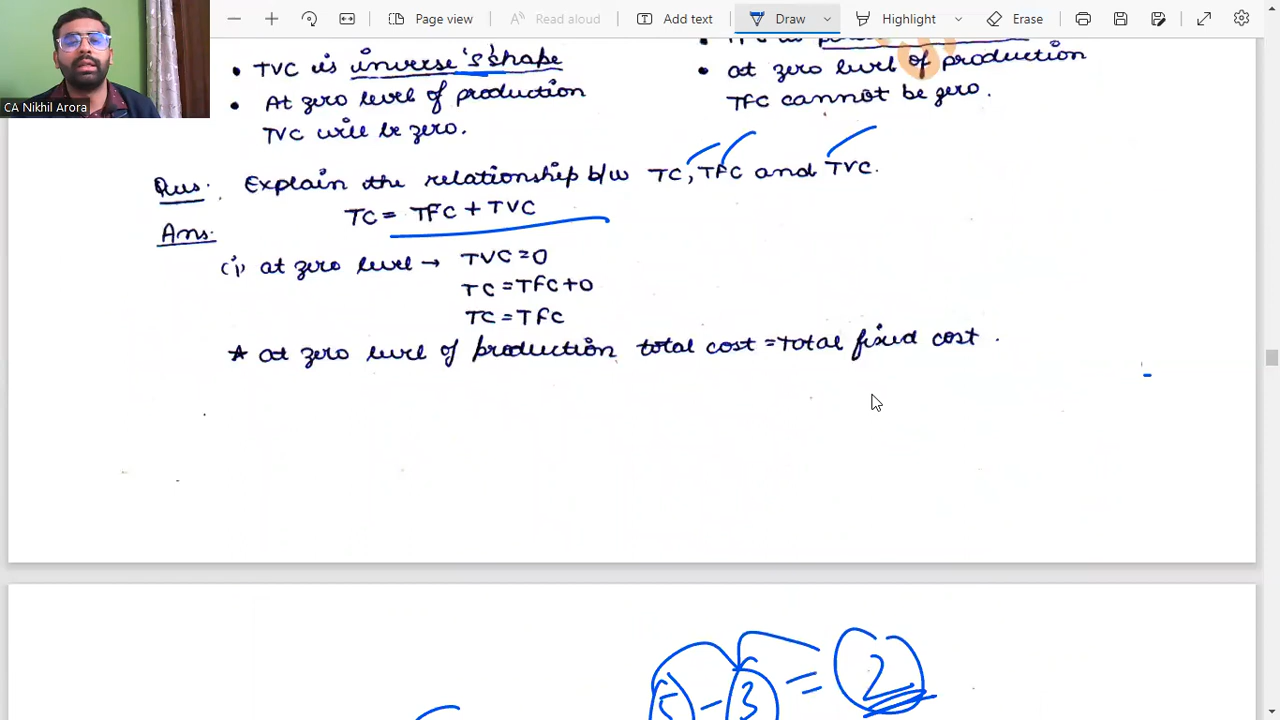 Page view
Read aloud
Add text
Draw
Highlight
Erase
CA Nikhil Arora
• TVC is inverse 'S' shape
• At zero level of production
TVC will be zero.
• at zero level of production
TFC cannot be zero.
Ques: Explain the relationship b/w TC, TFC and TVC.
TC = TFC + TVC
Ans:
(i) at zero level → TVC = 0
TC = TFC + 0
TC = TFC
★ at zero level of production total cost = Total fixed cost.
5 - 3 = 2